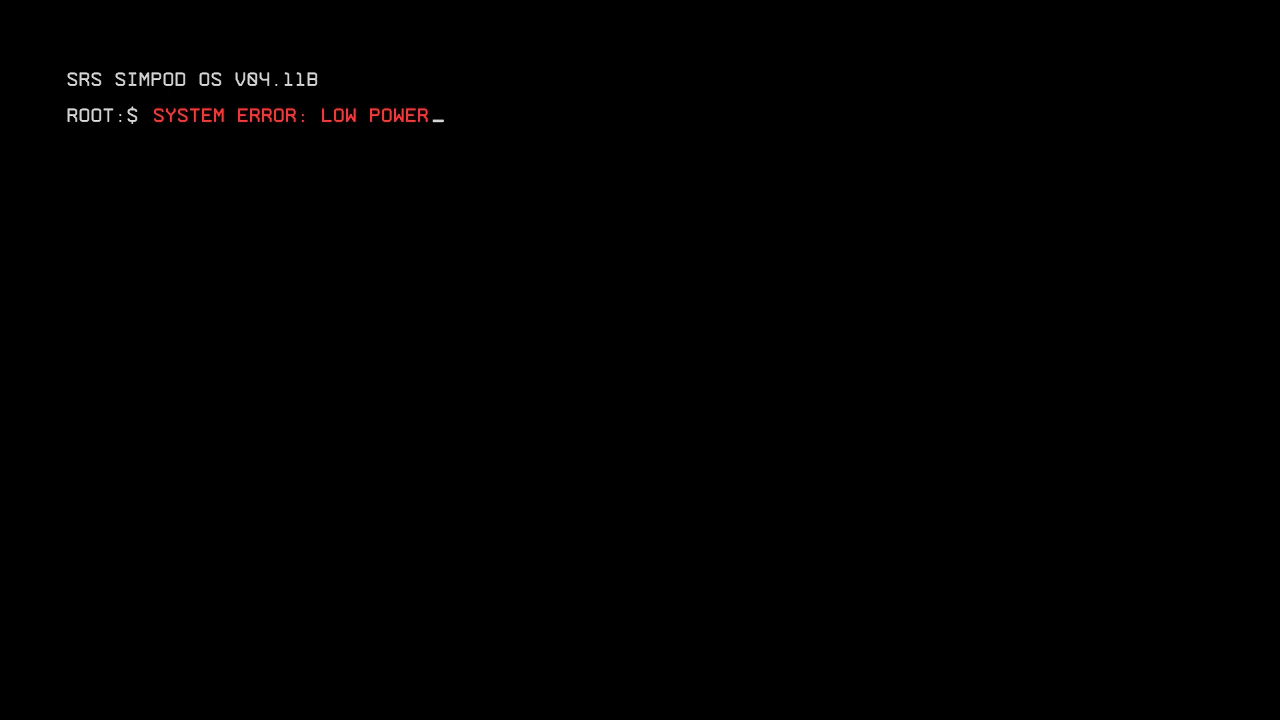 SRS SIMPOD OS V04.11B
ROOT:$ SYSTEM ERROR: LOW POWER_